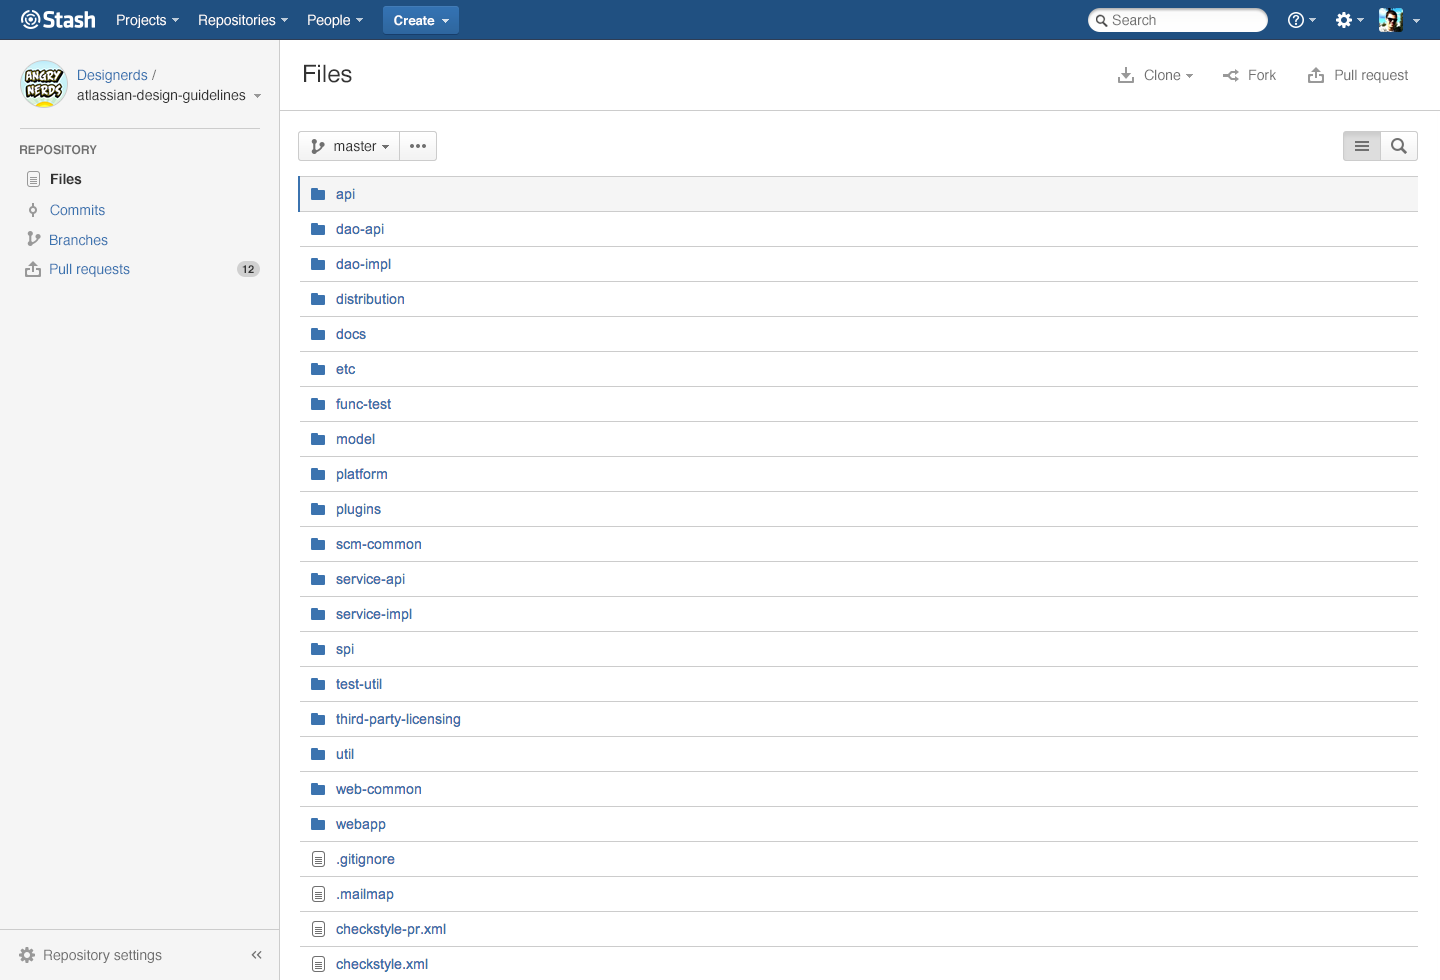 Stash Projects Repositories People Create Search
ANGRY NERDS
Designerds /
atlassian-design-guidelines
Files
Clone Fork Pull request
REPOSITORY
Files
Commits
Branches
Pull requests 12
master
api
dao-api
dao-impl
distribution
docs
etc
func-test
model
platform
plugins
scm-common
service-api
service-impl
spi
test-util
third-party-licensing
util
web-common
webapp
.gitignore
.mailmap
checkstyle-pr.xml
checkstyle.xml
Repository settings